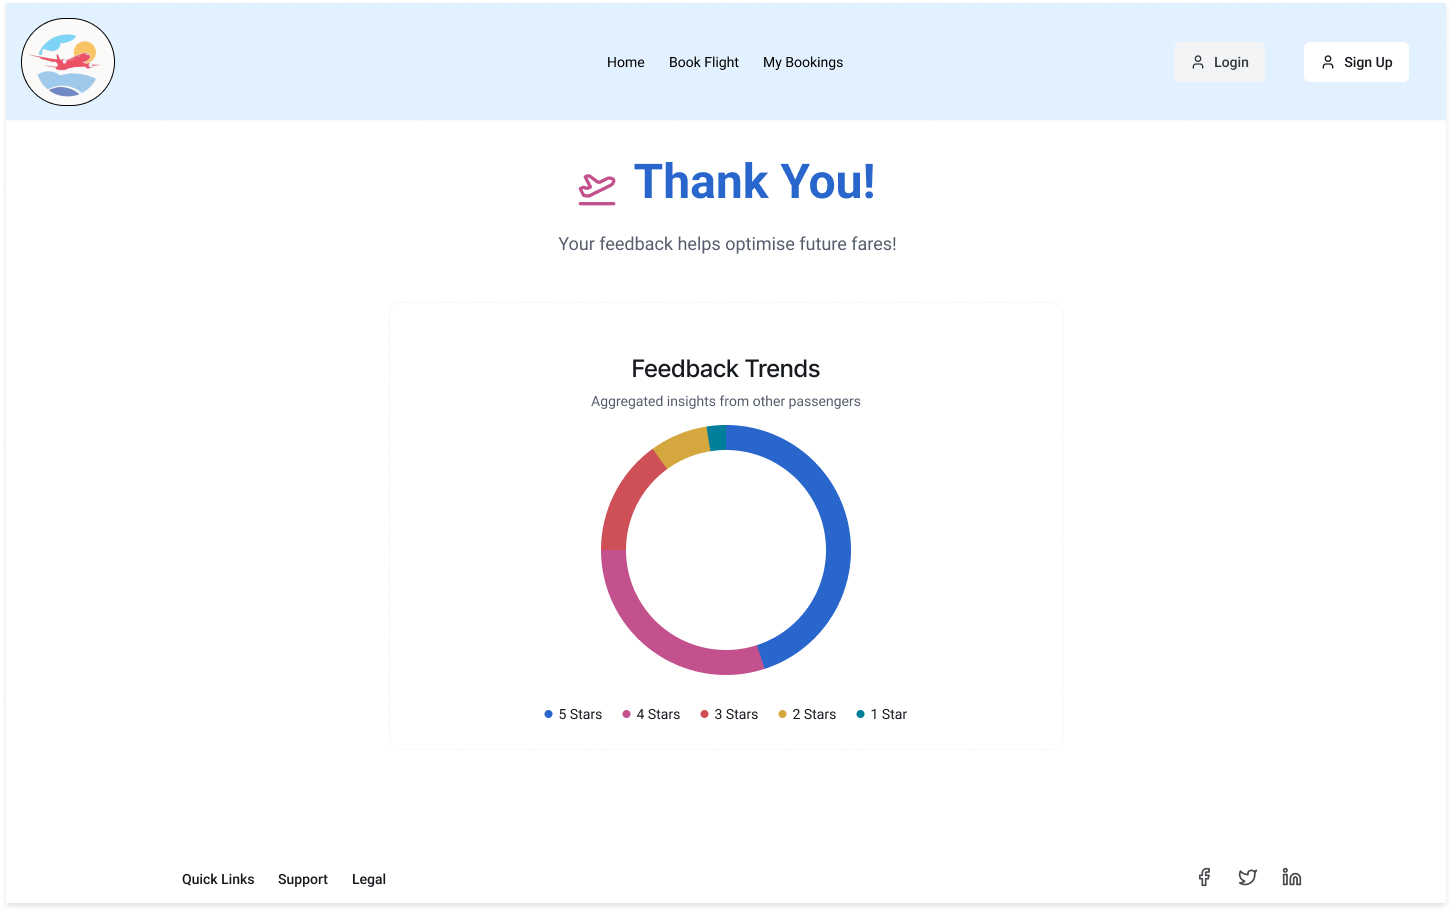 Home Book Flight My Bookings Login Sign Up
Thank You!
Your feedback helps optimise future fares!
Feedback Trends
Aggregated insights from other passengers
5 Stars 4 Stars 3 Stars 2 Stars 1 Star
Quick Links Support Legal